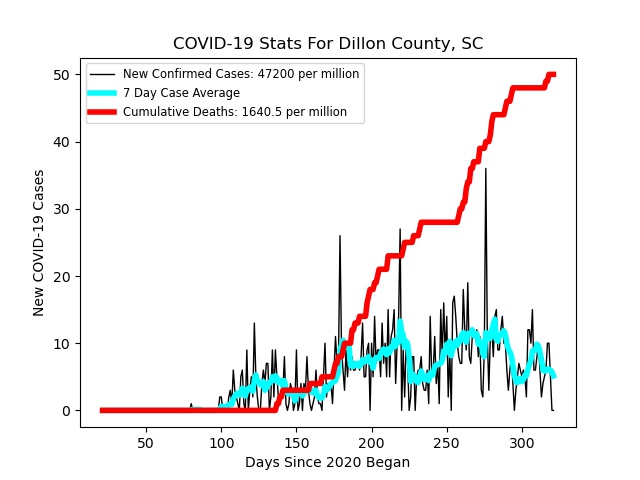 COVID-19 Stats For Dillon County, SC
New Confirmed Cases: 47200 per million
7 Day Case Average
Cumulative Deaths: 1640.5 per million
New COVID-19 Cases
50
40
30
20
10
0
50 100 150 200 250 300
Days Since 2020 Began